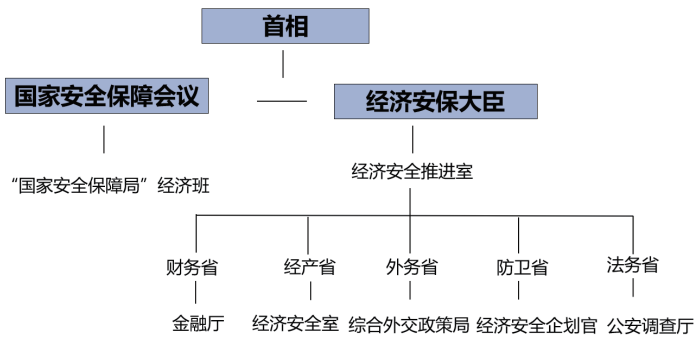 首相
国家安全保障会议
经济安保大臣
“国家安全保障局”经济班
经济安全推进室
财务省
经产省
外务省
防卫省
法务省
金融厅
经济安全室
综合外交政策局
经济安全企划官
公安调查厅